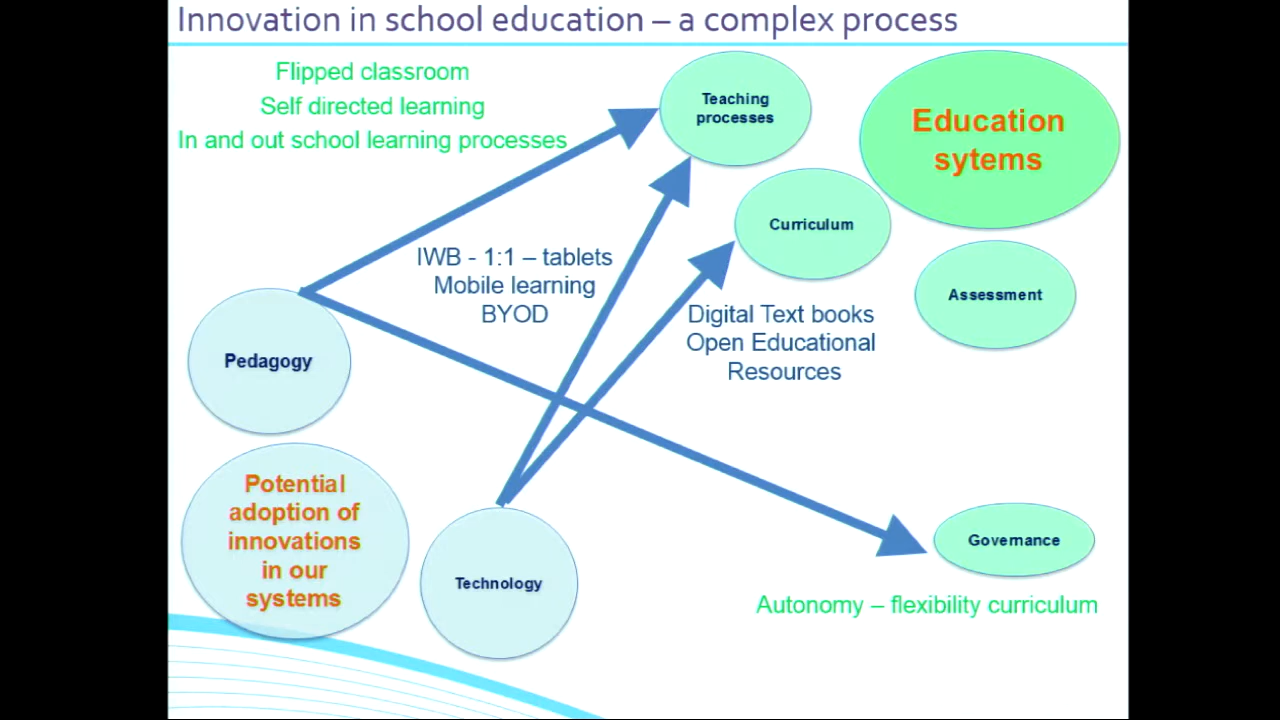 Innovation in school education – a complex process
Flipped classroom
Self directed learning
In and out school learning processes
Teaching
processes
Education
sytems
Curriculum
IWB - 1:1 – tablets
Mobile learning
BYOD
Assessment
Digital Text books
Open Educational
Resources
Pedagogy
Potential
adoption of
innovations
in our
systems
Technology
Governance
Autonomy – flexibility curriculum